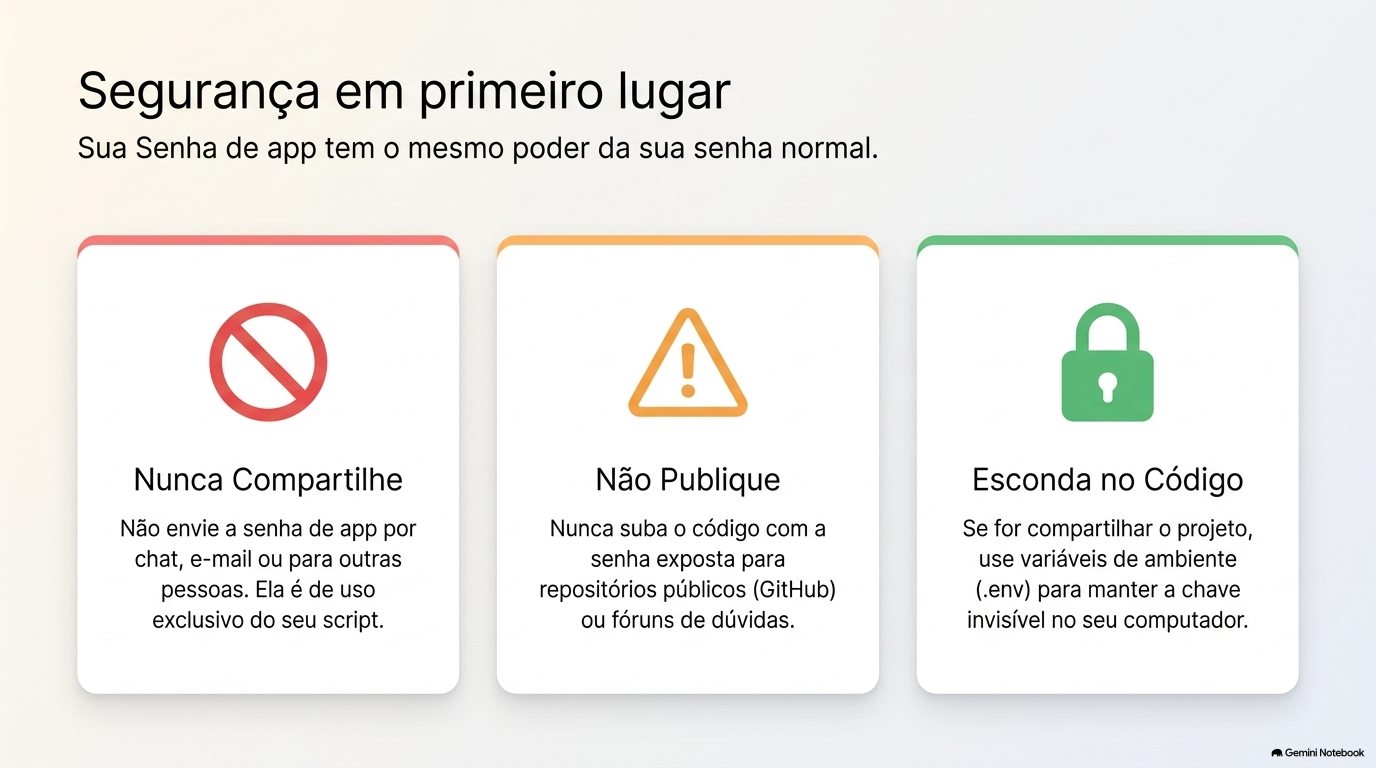 Segurança em primeiro lugar
Sua Senha de app tem o mesmo poder da sua senha normal.
Nunca Compartilhe
Não envie a senha de app por
chat, e-mail ou para outras
pessoas. Ela é de uso
exclusivo do seu script.
Não Publique
Nunca suba o código com a
senha exposta para
repositórios públicos (GitHub)
ou fóruns de dúvidas.
Esconda no Código
Se for compartilhar o projeto,
use variáveis de ambiente
(.env) para manter a chave
invisível no seu computador.
Gemini Notebook